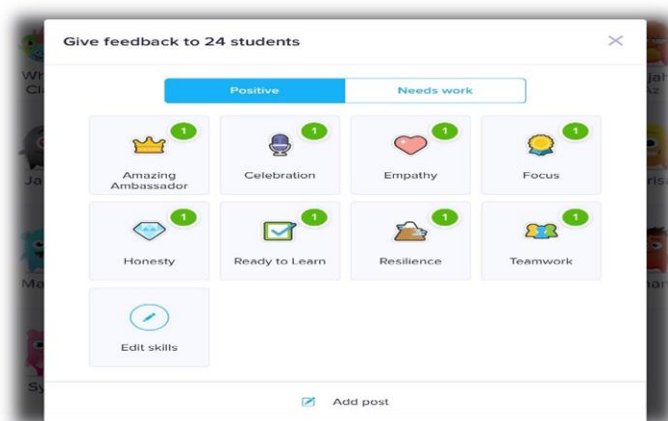 Give feedback to 24 students
Positive Needs work
1 1 1 1
Amazing Celebration Empathy Focus
Ambassador
1 1 1 1
Honesty Ready to Learn Resilience Teamwork
Edit skills
Add post